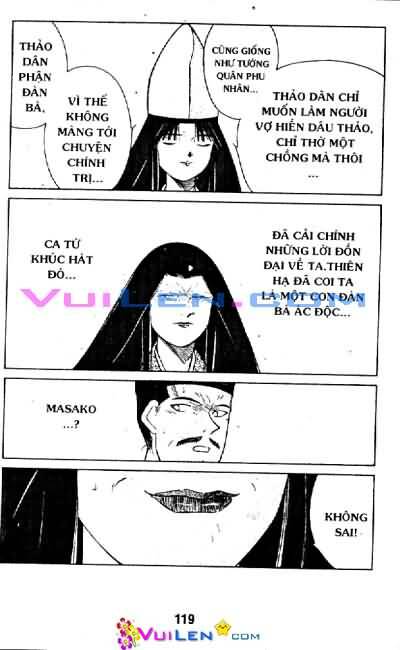 THẢO
DÂN
PHẬN
ĐÀN
BÀ,
VÌ THẾ
KHÔNG
MÀNG TỚI
CHUYỆN
CHÍNH
TRỊ...
CŨNG GIỐNG
NHƯ TƯỚNG
QUÂN PHU
NHÂN...
THẢO DÂN CHỈ
MUỐN LÀM NGƯỜI
VỢ HIỀN DÂU THẢO,
CHỈ THỜ MỘT
CHỒNG MÀ THÔI
...
CA TỪ
KHÚC HÁT
ĐÓ...
ĐÃ CẢI CHÍNH
NHỮNG LỜI ĐỒN
ĐẠI VỀ TA, THIÊN
HẠ ĐÃ COI TA
LÀ MỘT CON ĐÀN
BÀ ÁC ĐỘC...
VUILEN.COM
MASAKO
...?
KHÔNG
SAI!
119
VUILEN COM